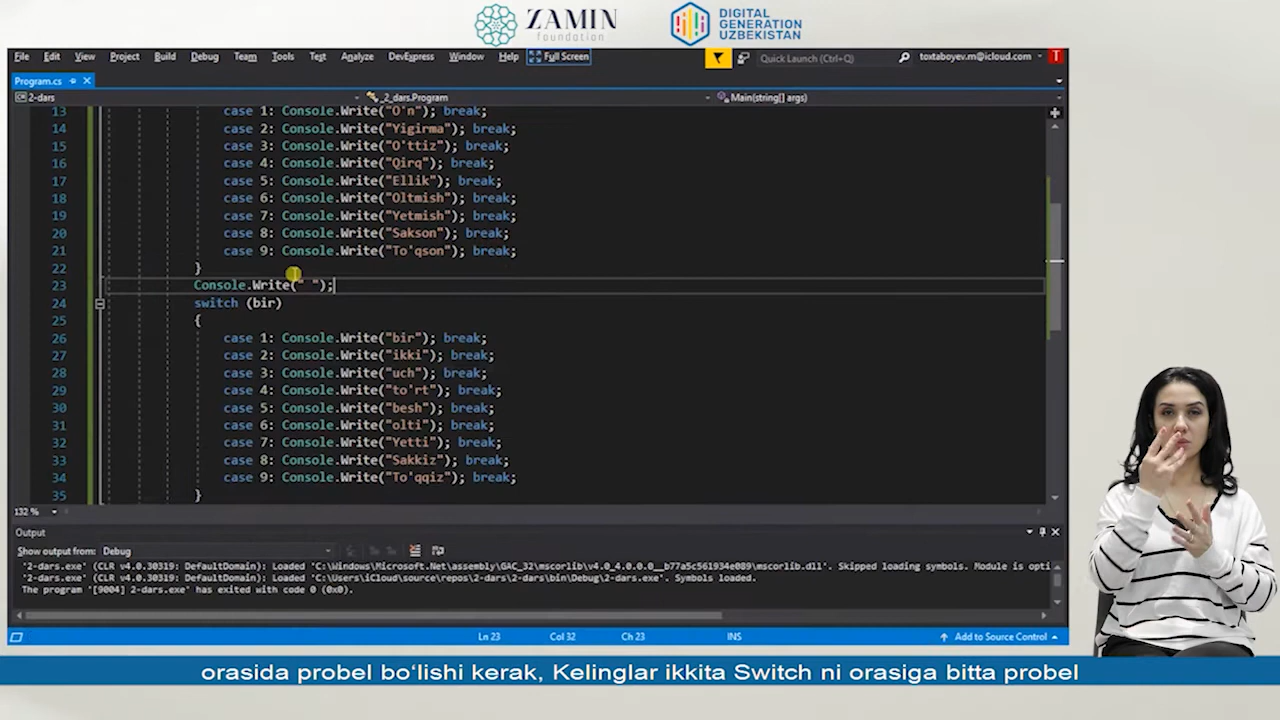 ZAMIN
foundation
DIGITAL
GENERATION
UZBEKISTAN
File Edit View Project Build Debug Team Tools Test Analyze DevExpress Window Help Full Screen Quick Launch (Ctrl+Q) toxtaboyev.m@icloud.com T
Program.cs
2-dars _2_dars.Program Main(string[] args)
13 case 1: Console.Write("O'n"); break;
14 case 2: Console.Write("Yigirma"); break;
15 case 3: Console.Write("O'ttiz"); break;
16 case 4: Console.Write("Qirq"); break;
17 case 5: Console.Write("Ellik"); break;
18 case 6: Console.Write("Oltmish"); break;
19 case 7: Console.Write("Yetmish"); break;
20 case 8: Console.Write("Sakson"); break;
21 case 9: Console.Write("To'qson"); break;
22 }
23 Console.Write(" ");
24 switch (bir)
25 {
26 case 1: Console.Write("bir"); break;
27 case 2: Console.Write("ikki"); break;
28 case 3: Console.Write("uch"); break;
29 case 4: Console.Write("to'rt"); break;
30 case 5: Console.Write("besh"); break;
31 case 6: Console.Write("olti"); break;
32 case 7: Console.Write("Yetti"); break;
33 case 8: Console.Write("Sakkiz"); break;
34 case 9: Console.Write("To'qqiz"); break;
35 }
132 %
Output
Show output from: Debug
'2-dars.exe' (CLR v4.0.30319: DefaultDomain): Loaded 'C:\Windows\Microsoft.Net\assembly\GAC_32\mscorlib\v4.0_4.0.0.0__b77a5c561934e089\mscorlib.dll'. Skipped loading symbols. Module is opti
'2-dars.exe' (CLR v4.0.30319: DefaultDomain): Loaded 'C:\Users\iCloud\source\repos\2-dars\2-dars\bin\Debug\2-dars.exe'. Symbols loaded.
The program '[9004] 2-dars.exe' has exited with code 0 (0x0).
Ln 23 Col 32 Ch 23 INS Add to Source Control
orasida probel bo‘lishi kerak, Kelinglar ikkita Switch ni orasiga bitta probel